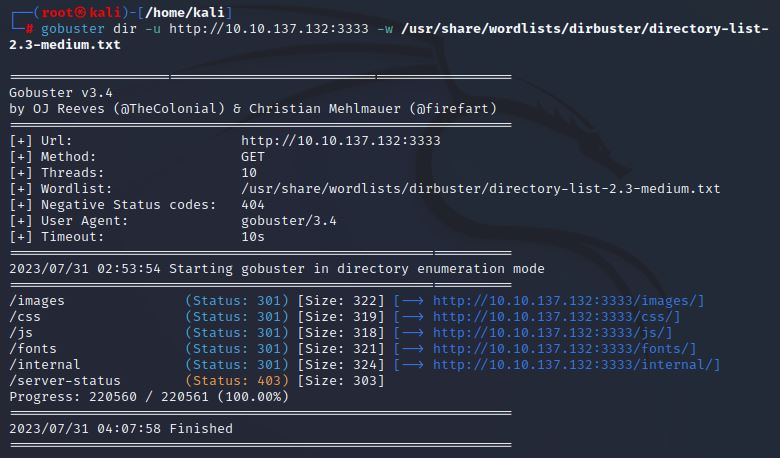 ┌──(root㉿kali)-[/home/kali]
└─# gobuster dir -u http://10.10.137.132:3333 -w /usr/share/wordlists/dirbuster/directory-list-
2.3-medium.txt
===============================================================
Gobuster v3.4
by OJ Reeves (@TheColonial) & Christian Mehlmauer (@firefart)
===============================================================
[+] Url:                     http://10.10.137.132:3333
[+] Method:                  GET
[+] Threads:                 10
[+] Wordlist:                /usr/share/wordlists/dirbuster/directory-list-2.3-medium.txt
[+] Negative Status codes:   404
[+] User Agent:              gobuster/3.4
[+] Timeout:                 10s
===============================================================
2023/07/31 02:53:54 Starting gobuster in directory enumeration mode
===============================================================
/images               (Status: 301) [Size: 322] [--> http://10.10.137.132:3333/images/]
/css                  (Status: 301) [Size: 319] [--> http://10.10.137.132:3333/css/]
/js                   (Status: 301) [Size: 318] [--> http://10.10.137.132:3333/js/]
/fonts                (Status: 301) [Size: 321] [--> http://10.10.137.132:3333/fonts/]
/internal             (Status: 301) [Size: 324] [--> http://10.10.137.132:3333/internal/]
/server-status        (Status: 403) [Size: 303]
Progress: 220560 / 220561 (100.00%)
===============================================================
2023/07/31 04:07:58 Finished
===============================================================